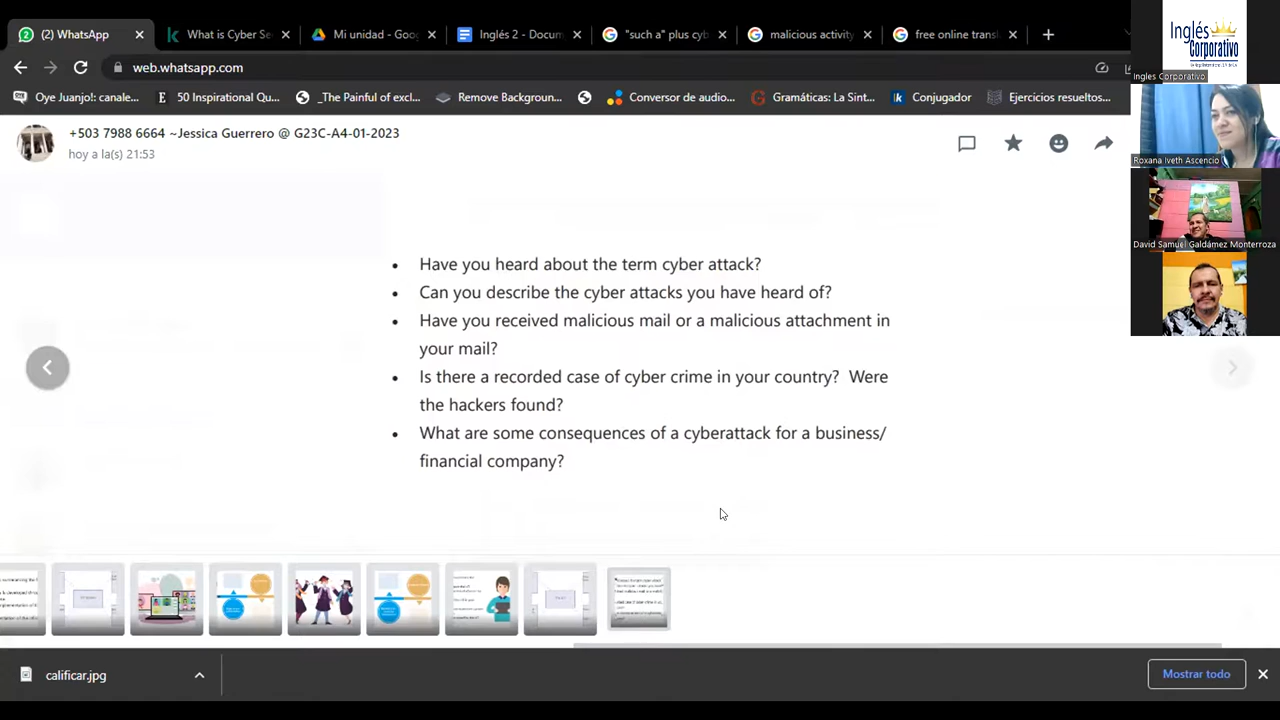 (2) WhatsApp
What is Cyber Se
Mi unidad - Goog
Inglés 2 - Docum
"such a" plus cyb
malicious activity
free online transl
web.whatsapp.com
Oye Juanjo!: canale...
50 Inspirational Qu...
_The Painful of excl...
Remove Backgroun...
Conversor de audio...
Gramáticas: La Sint...
Conjugador
Ejercicios resueltos...
Inglés
Corporativo
Ingles Corporativo
Roxana Iveth Ascencio
David Samuel Galdámez Monterroza
+503 7988 6664 ~Jessica Guerrero @ G23C-A4-01-2023
hoy a la(s) 21:53
• Have you heard about the term cyber attack?
• Can you describe the cyber attacks you have heard of?
• Have you received malicious mail or a malicious attachment in
your mail?
• Is there a recorded case of cyber crime in your country? Were
the hackers found?
• What are some consequences of a cyberattack for a business/
financial company?
calificar.jpg
Mostrar todo